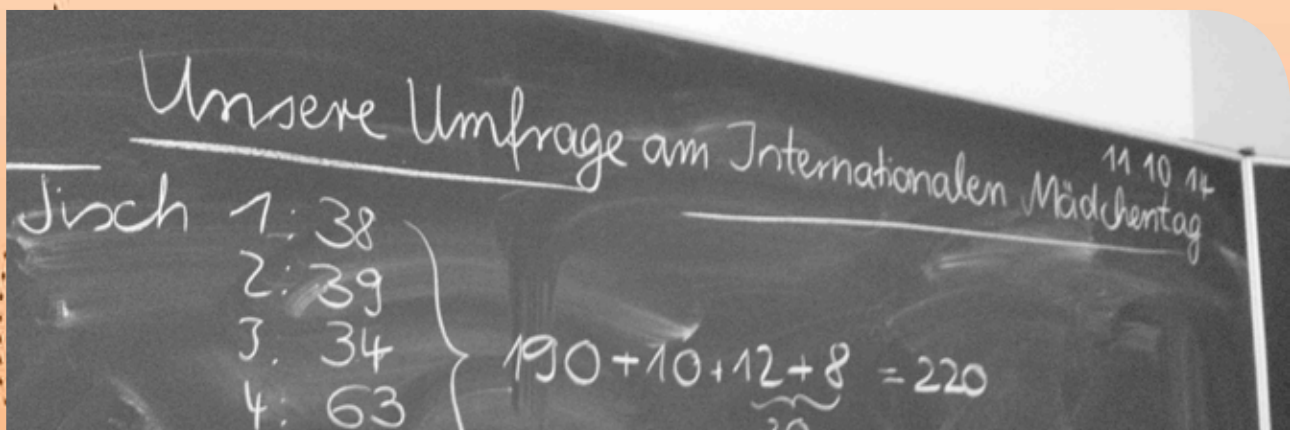 Unsere Umfrage am Internationalen Mädchentag
11 10 14
Tisch 1: 38
2: 39
3. 34
4: 63
190+10+12+8 = 220
20